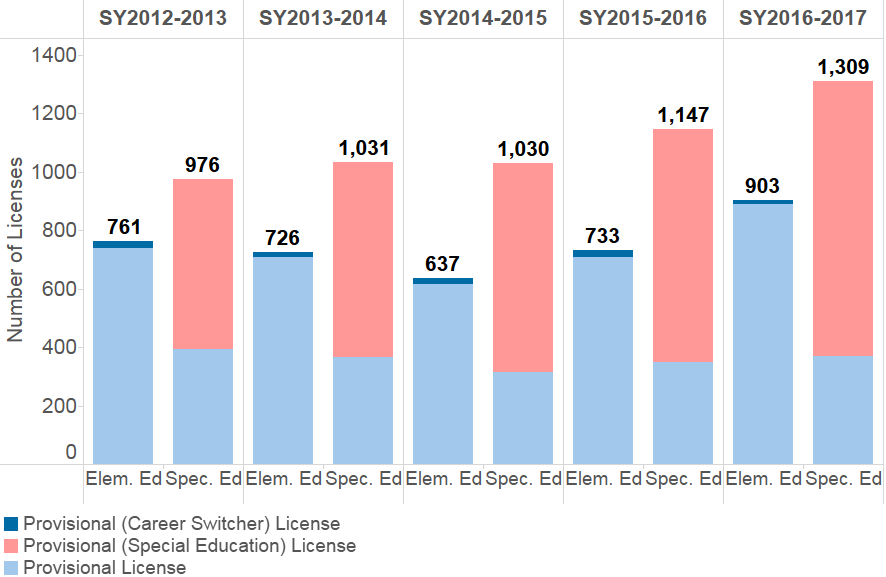 SY2012-2013 SY2013-2014 SY2014-2015 SY2015-2016 SY2016-2017
Number of Licenses
1400
1200
1000
800
600
400
200
0
761 976 726 1,031 637 1,030 733 1,147 903 1,309
Elem. Ed Spec. Ed Elem. Ed Spec. Ed Elem. Ed Spec. Ed Elem. Ed Spec. Ed Elem. Ed Spec. Ed
Provisional (Career Switcher) License
Provisional (Special Education) License
Provisional License